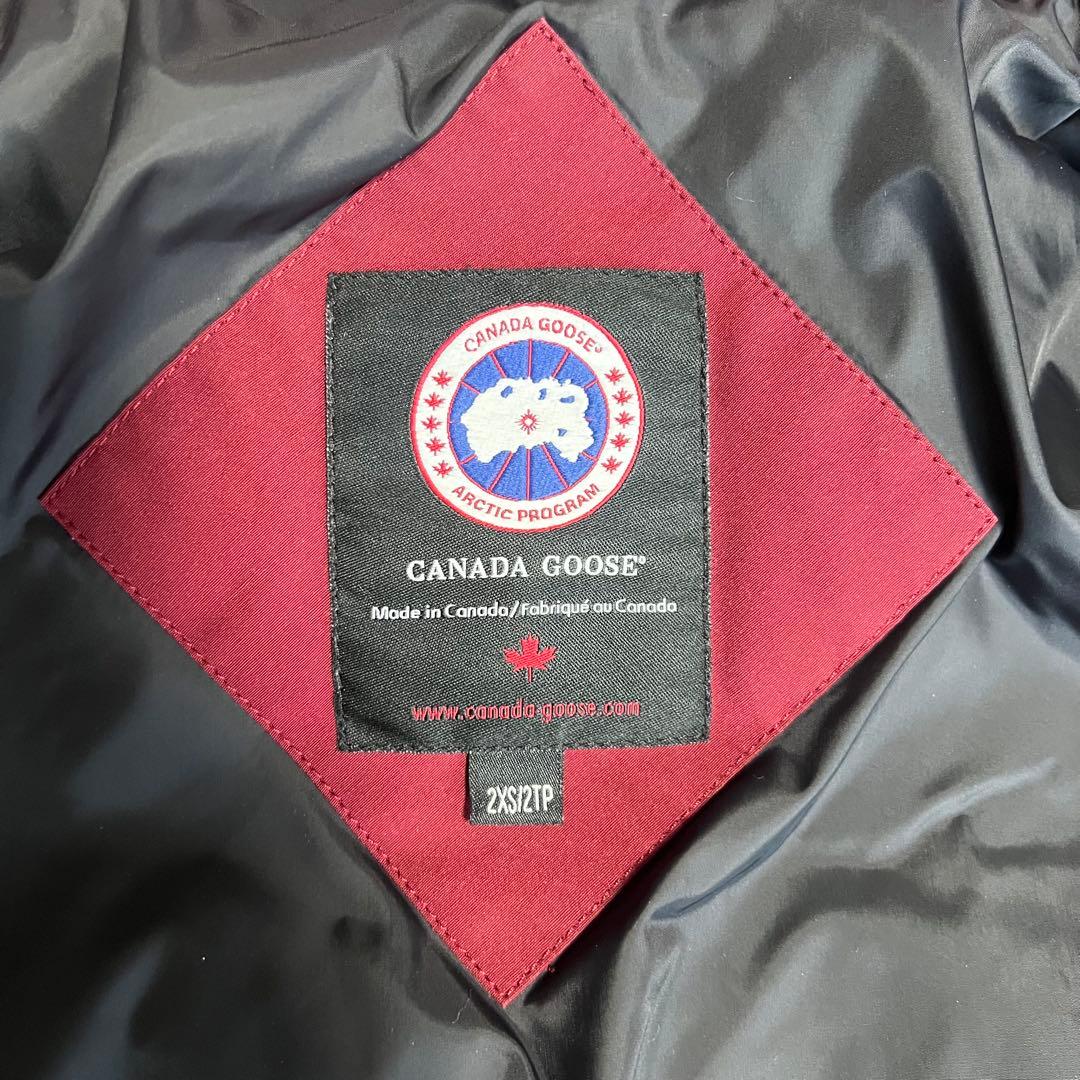 CANADA GOOSE®
ARCTIC PROGRAM
CANADA GOOSE®
Made in Canada/Fabriqué au Canada
www.canada-goose.com
2XS/2TP